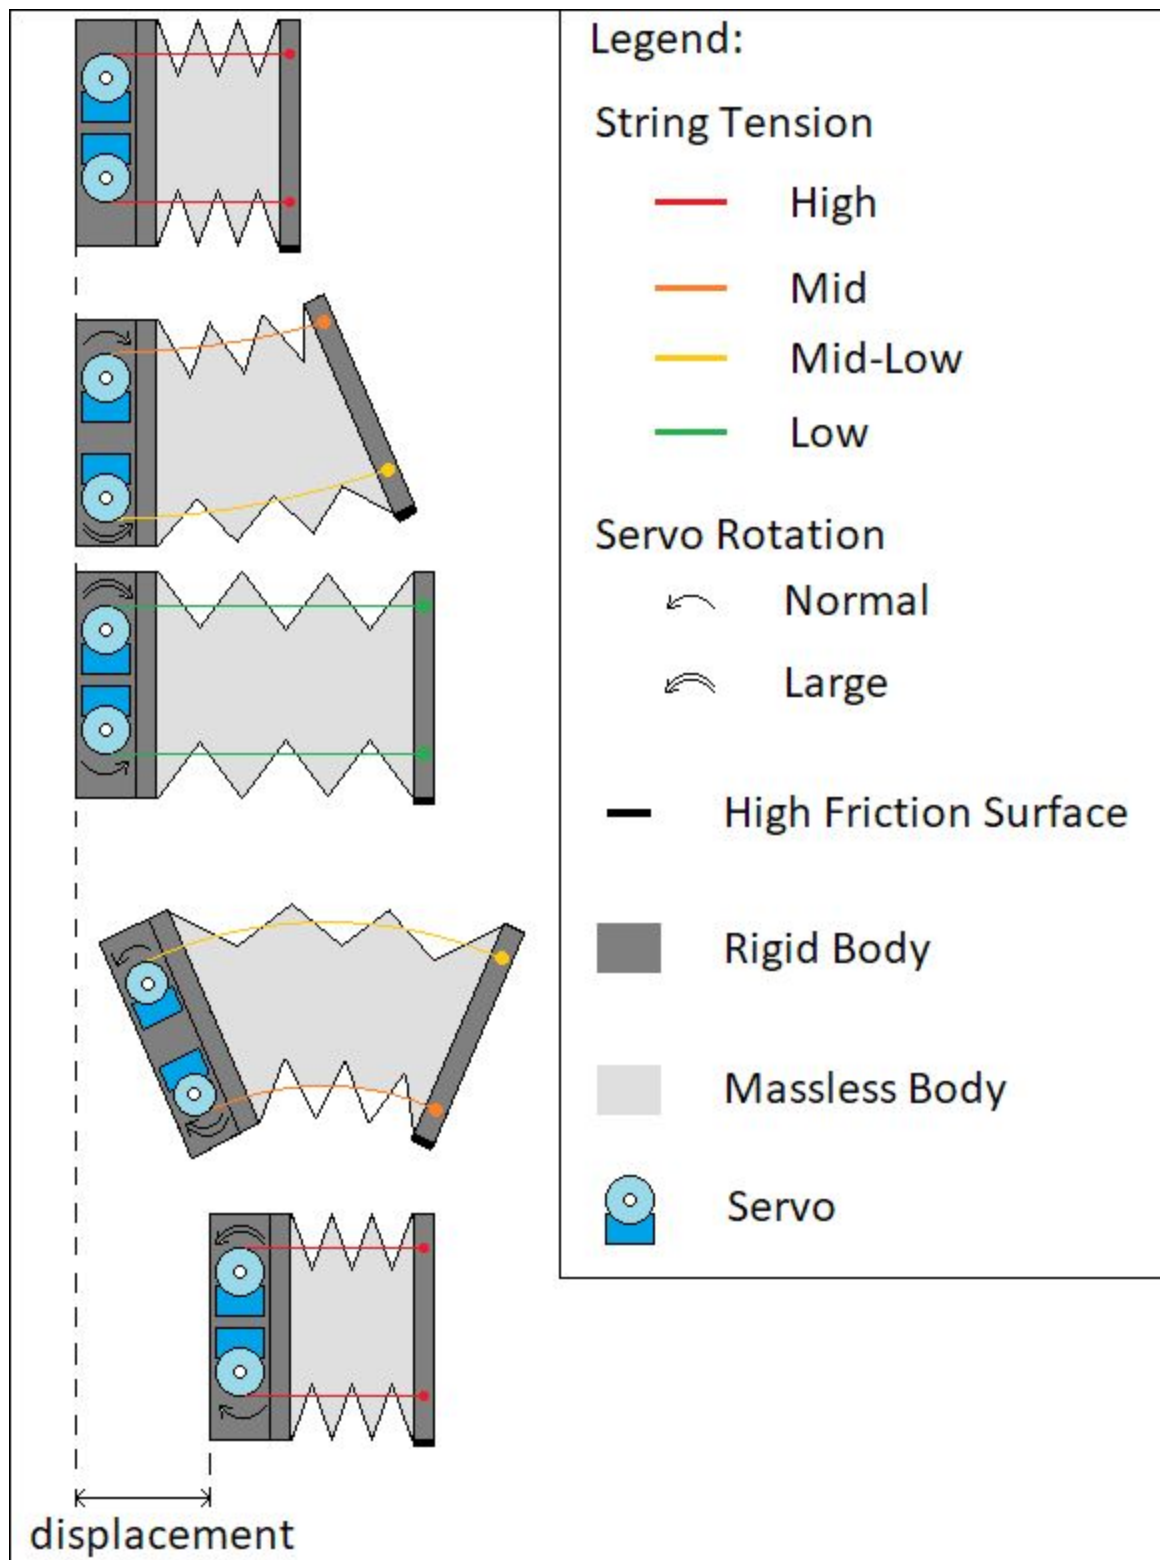 Legend:
String Tension
High
Mid
Mid-Low
Low
Servo Rotation
Normal
Large
High Friction Surface
Rigid Body
Massless Body
Servo
displacement